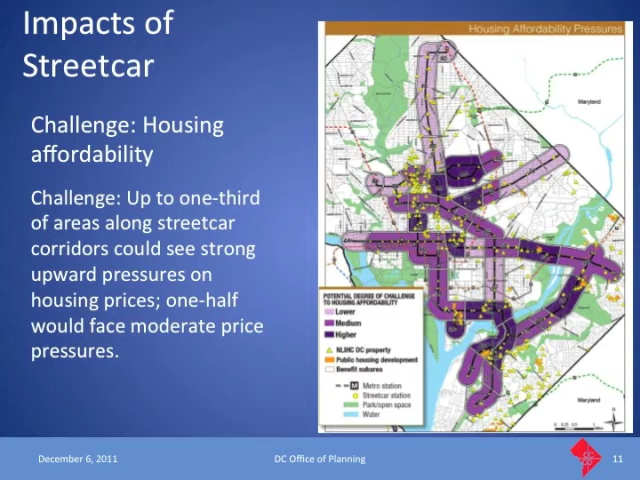 Impacts of
Streetcar
Challenge: Housing
affordability
Challenge: Up to one-third
of areas along streetcar
corridors could see strong
upward pressures on
housing prices; one-half
would face moderate price
pressures.
Housing Affordability Pressures
Maryland
POTENTIAL DEGREE OF CHALLENGE
TO HOUSING AFFORDABILITY
Lower
Medium
Higher
NLIHC DC property
Public housing development
Benefit subarea
M Metro station
Streetcar station
Park/open space
Water
Maryland
December 6, 2011
DC Office of Planning
11